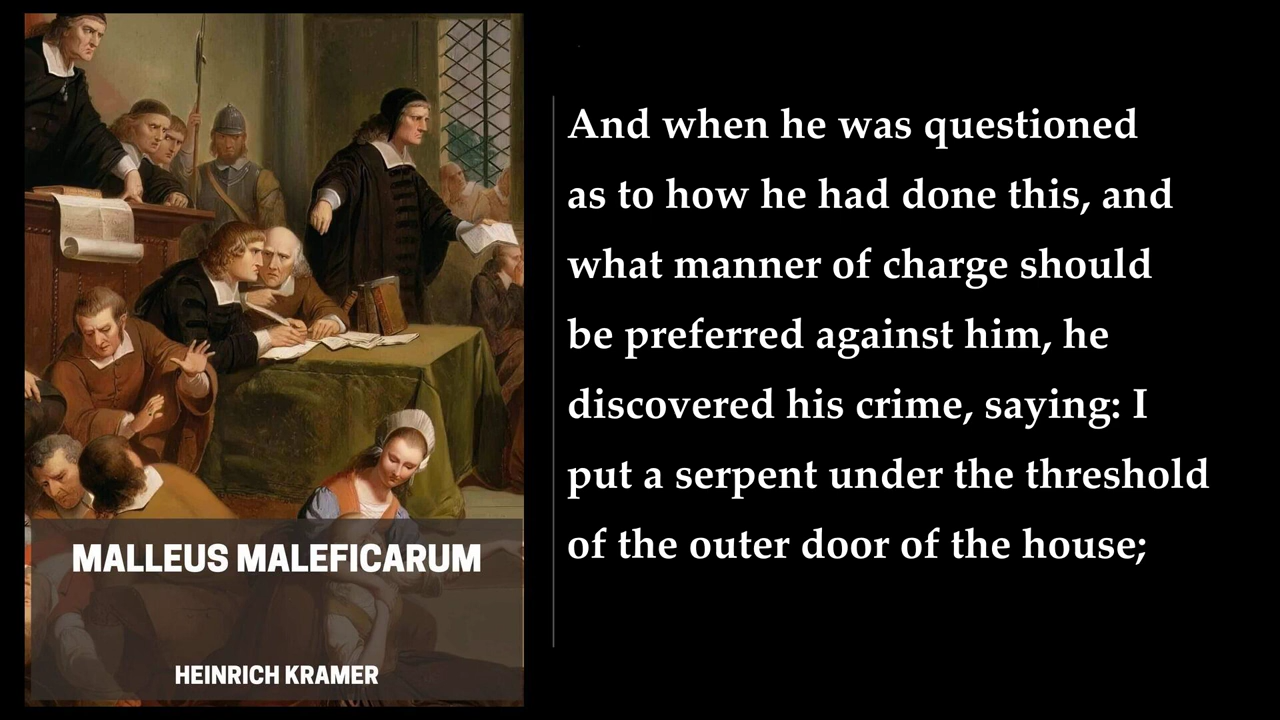 MALLEUS MALEFICARUM
HEINRICH KRAMER
And when he was questioned
as to how he had done this, and
what manner of charge should
be preferred against him, he
discovered his crime, saying: I
put a serpent under the threshold
of the outer door of the house;